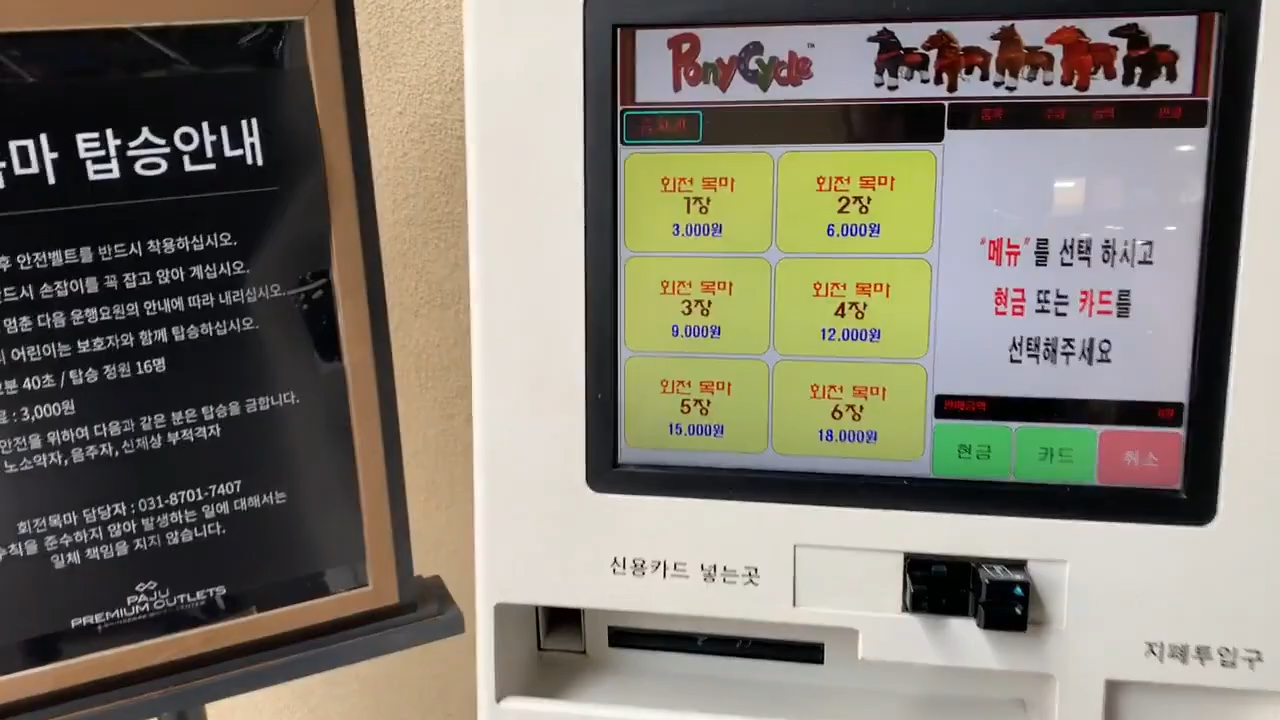 마 탑승안내
후 안전벨트를 반드시 착용하십시오.
드시 손잡이를 꼭 잡고 앉아 계십시오.
멈춘 다음 운행요원의 안내에 따라 내리십시오.
어린이는 보호자와 함께 탑승하십시오.
분 40초 / 탑승 정원 16명
료 : 3,000원
안전을 위하여 다음과 같은 분은 탑승을 금합니다.
노소약자, 음주자, 신체상 부적격자
회전목마 담당자 : 031-8701-7407
수칙을 준수하지 않아 발생하는 일에 대해서는
일체 책임을 지지 않습니다.
PAJU
PREMIUM OUTLETS
PonyCycle™
회전 목마
1장
3,000원
회전 목마
2장
6,000원
회전 목마
3장
9,000원
회전 목마
4장
12,000원
회전 목마
5장
15,000원
회전 목마
6장
18,000원
"메뉴"를 선택 하시고
현금 또는 카드를
선택해주세요
판매금액
0원
현금
카드
취소
신용카드 넣는곳
지폐투입구